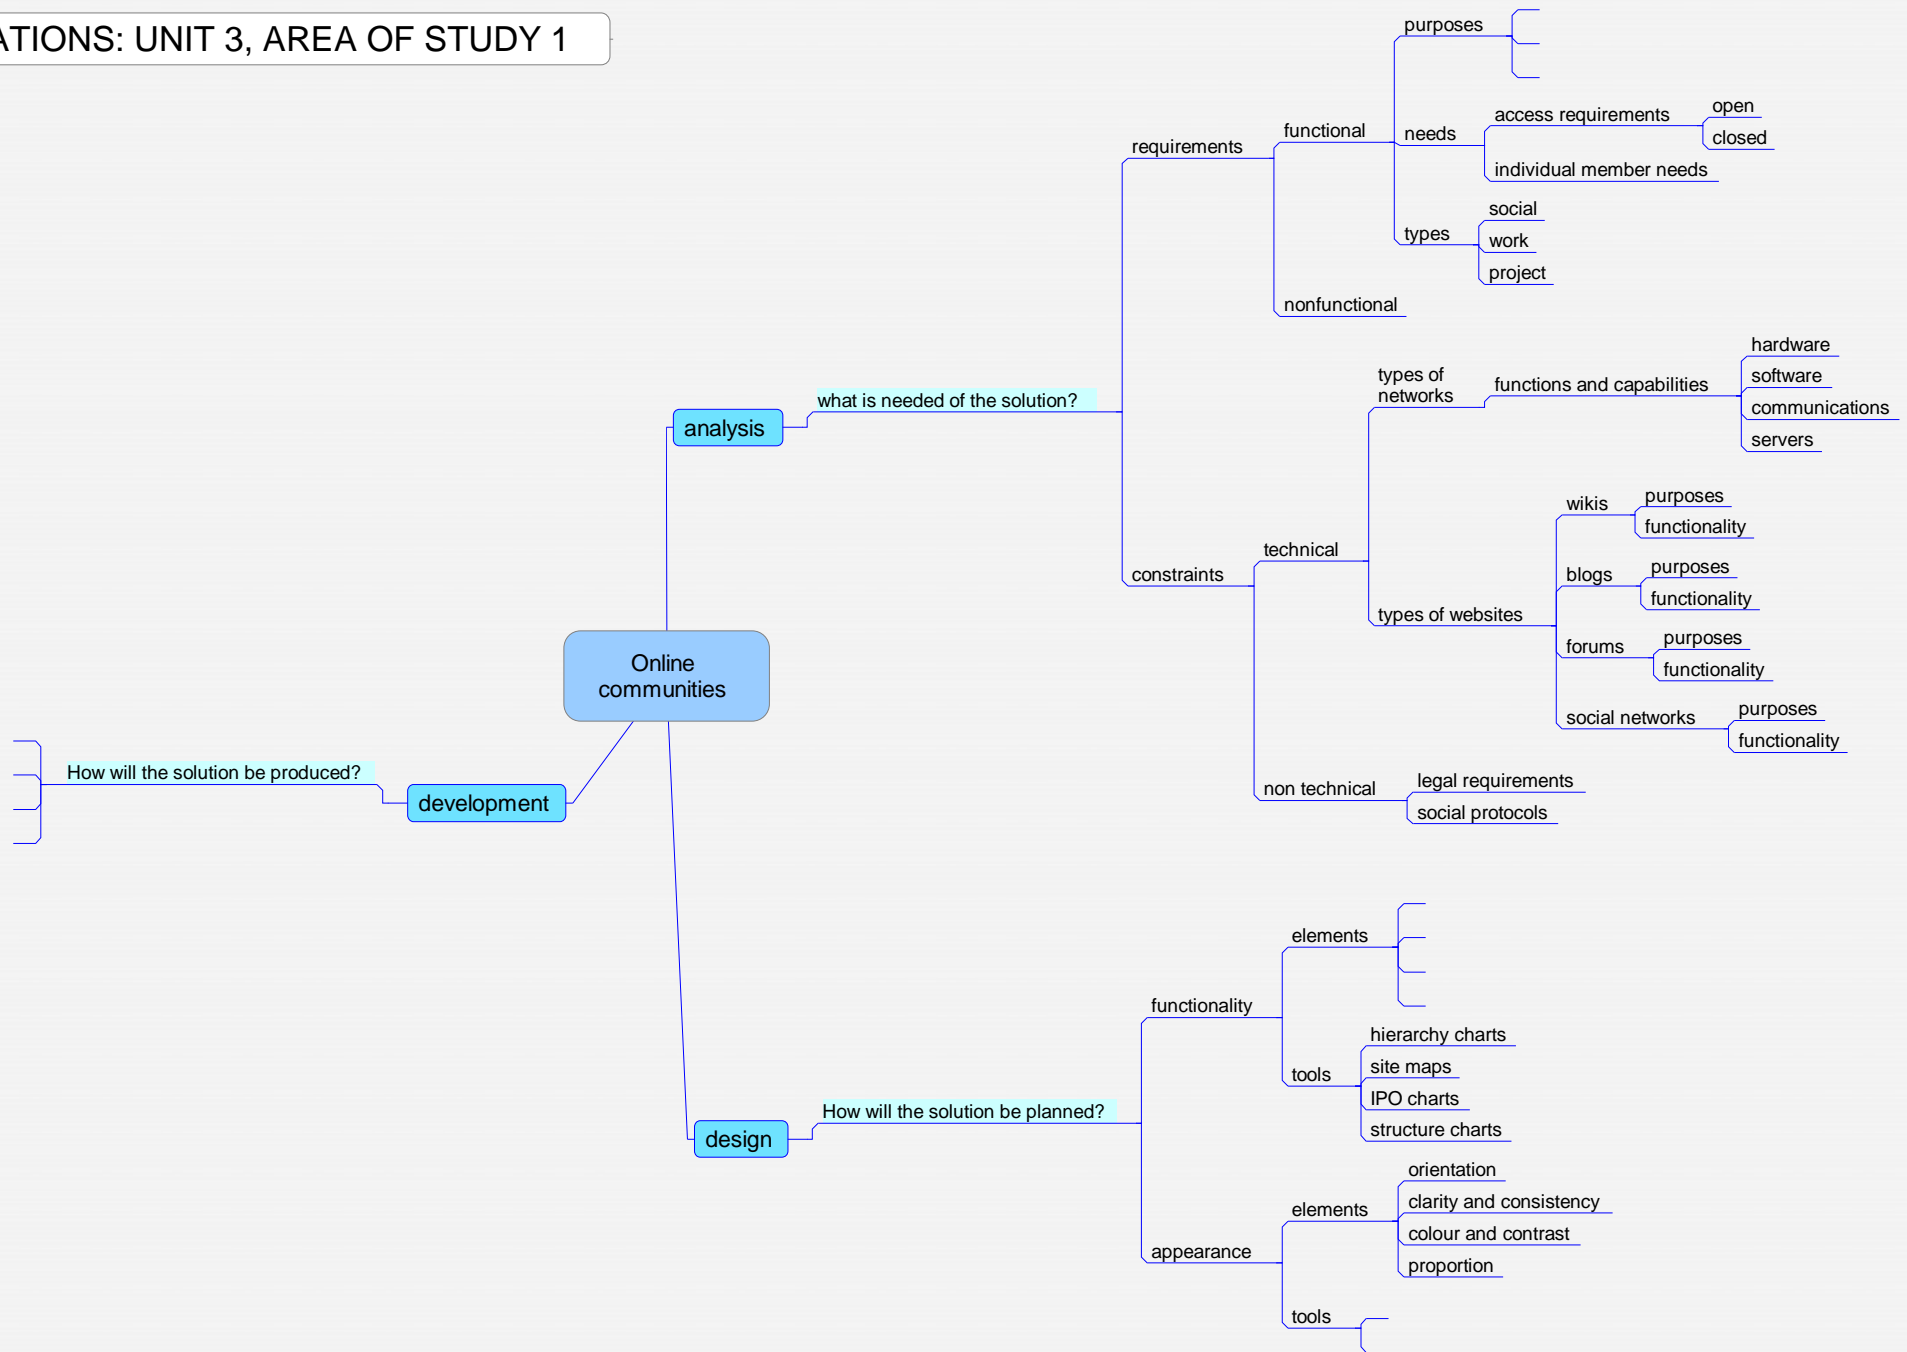 ATIONS: UNIT 3, AREA OF STUDY 1
purposes
needs
access requirements
open
closed
individual member needs
functional
requirements
types
social
work
project
nonfunctional
what is needed of the solution?
analysis
types of
networks
functions and capabilities
hardware
software
communications
servers
technical
constraints
types of websites
wikis
purposes
functionality
blogs
purposes
functionality
forums
purposes
functionality
social networks
purposes
functionality
non technical
legal requirements
social protocols
Online
communities
How will the solution be produced?
development
design
How will the solution be planned?
functionality
elements
tools
hierarchy charts
site maps
IPO charts
structure charts
appearance
elements
orientation
clarity and consistency
colour and contrast
proportion
tools